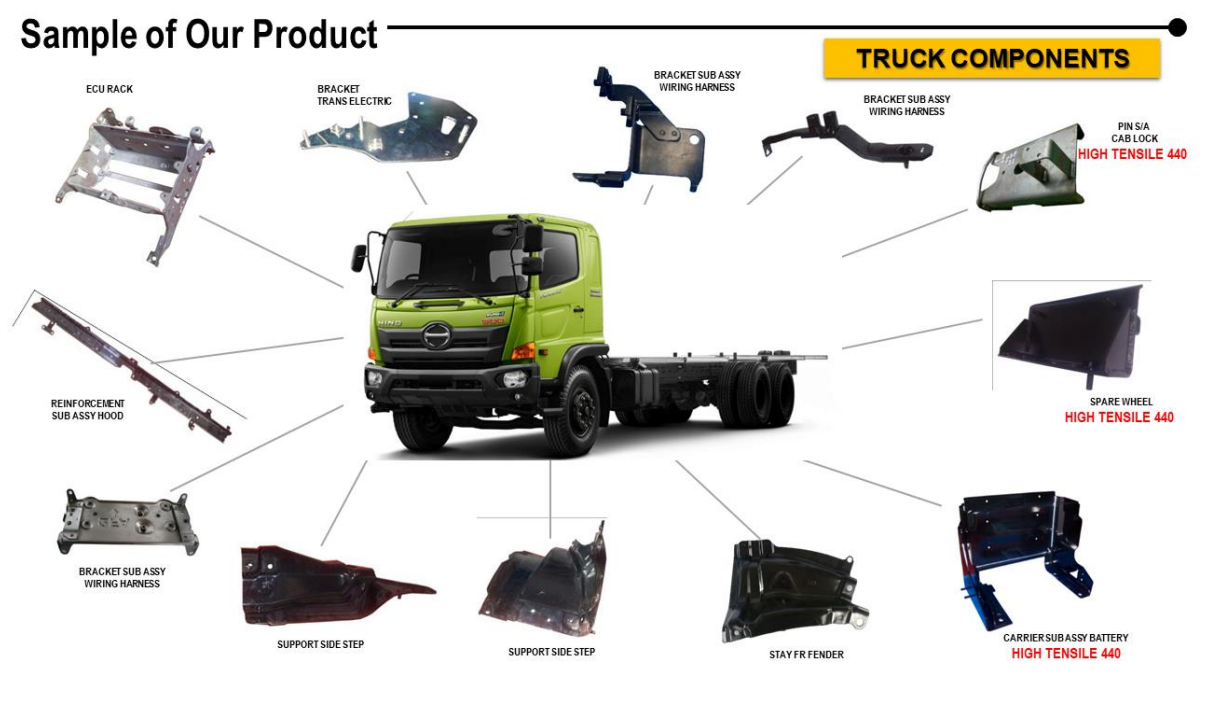 Sample of Our Product
TRUCK COMPONENTS
ECU RACK
BRACKET
TRANS ELECTRIC
BRACKET SUB ASSY
WIRING HARNESS
BRACKET SUB ASSY
WIRING HARNESS
PIN S/A
CAB LOCK
HIGH TENSILE 440
HINO
REINFORCEMENT
SUB ASSY HOOD
SPARE WHEEL
HIGH TENSILE 440
BRACKET SUB ASSY
WIRING HARNESS
SUPPORT SIDE STEP
SUPPORT SIDE STEP
STAY FR FENDER
CARRIER SUB ASSY BATTERY
HIGH TENSILE 440